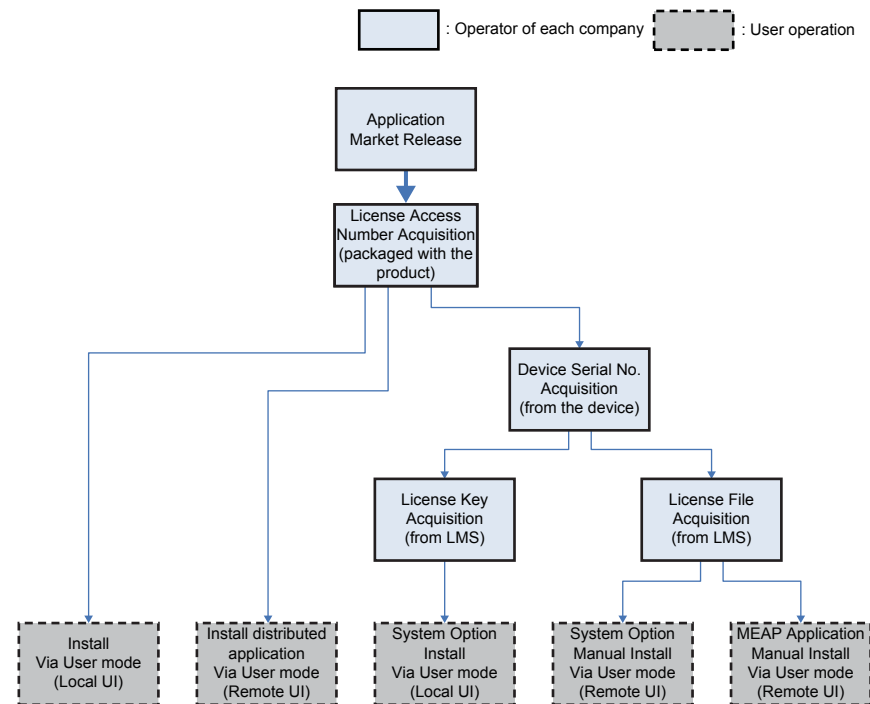 : Operator of each company
: User operation
Application
Market Release
License Access
Number Acquisition
(packaged with the
product)
Device Serial No.
Acquisition
(from the device)
License Key
Acquisition
(from LMS)
License File
Acquisition
(from LMS)
Install
Via User mode
(Local UI)
Install distributed
application
Via User mode
(Remote UI)
System Option
Install
Via User mode
(Local UI)
System Option
Manual Install
Via User mode
(Remote UI)
MEAP Application
Manual Install
Via User mode
(Remote UI)